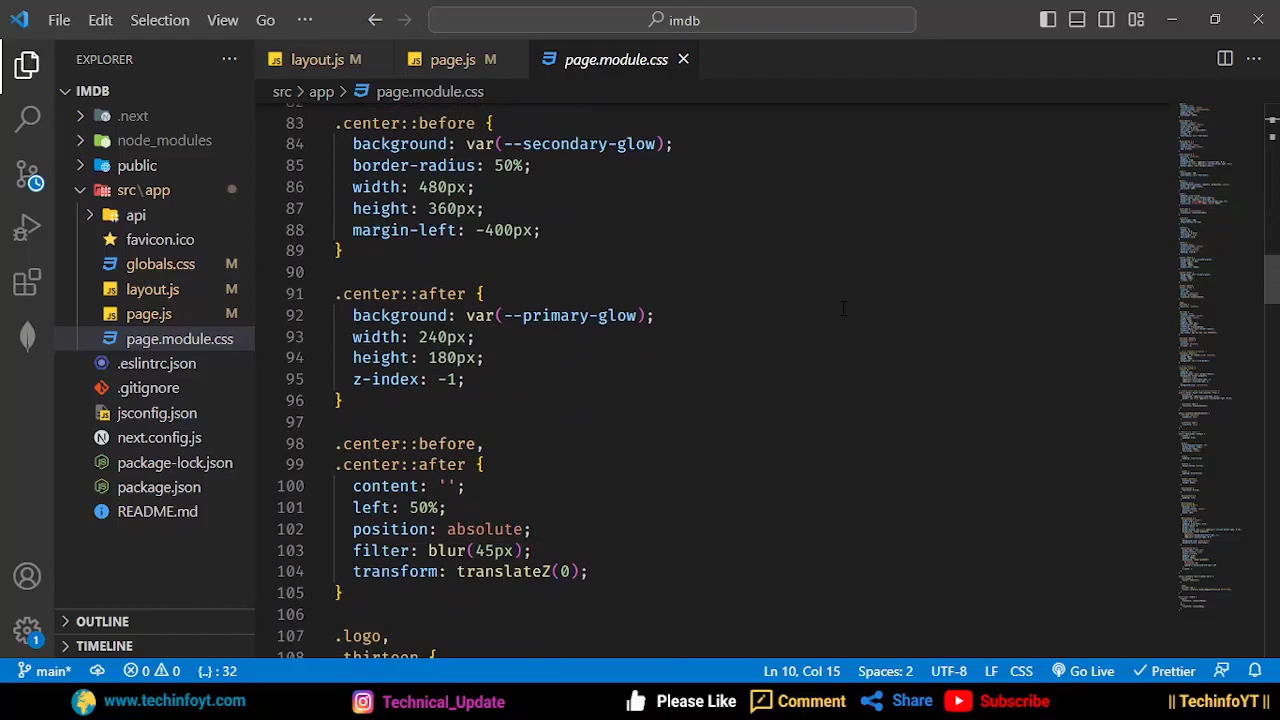 File Edit Selection View Go ··· imdb
EXPLORER ···
layout.js M page.js M page.module.css
src > app > page.module.css
IMDB
.next
node_modules
public
src\app
api
favicon.ico
globals.css M
layout.js M
page.js M
page.module.css
.eslintrc.json
.gitignore
jsconfig.json
next.config.js
package-lock.json
package.json
README.md
OUTLINE
TIMELINE
1
82
83 .center::before {
84 background: var(--secondary-glow);
85 border-radius: 50%;
86 width: 480px;
87 height: 360px;
88 margin-left: -400px;
89 }
90
91 .center::after {
92 background: var(--primary-glow);
93 width: 240px;
94 height: 180px;
95 z-index: -1;
96 }
97
98 .center::before,
99 .center::after {
100 content: '';
101 left: 50%;
102 position: absolute;
103 filter: blur(45px);
104 transform: translateZ(0);
105 }
106
107 .logo,
108 .thirteen {
main* 0 0 {..} : 32 Ln 10, Col 15 Spaces: 2 UTF-8 LF CSS Go Live Prettier
www.techinfoyt.com Technical_Update Please Like Comment Share Subscribe || TechinfoYT ||